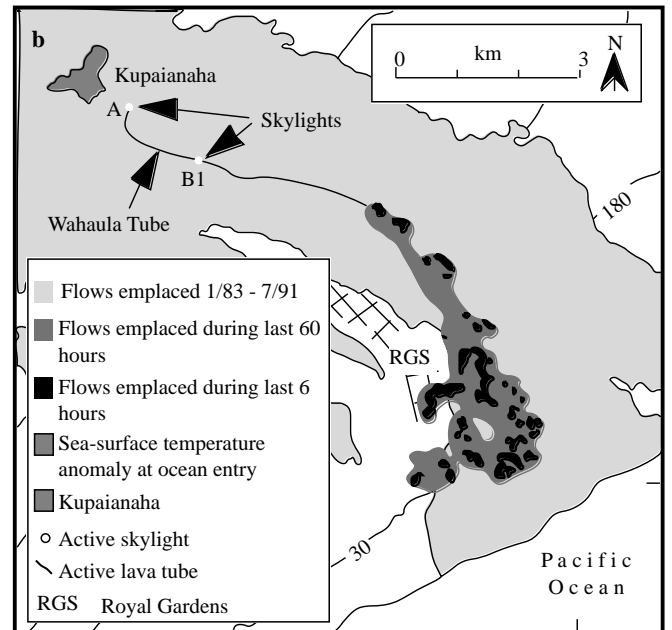 b
0 km 3
N
Kupaianaha
A
Skylights
B1
Wahaula Tube
180
Flows emplaced 1/83 - 7/91
Flows emplaced during last 60
hours
Flows emplaced during last 6
hours
Sea-surface temperature
anomaly at ocean entry
Kupaianaha
Active skylight
Active lava tube
RGS Royal Gardens
RGS
30
Pacific
Ocean